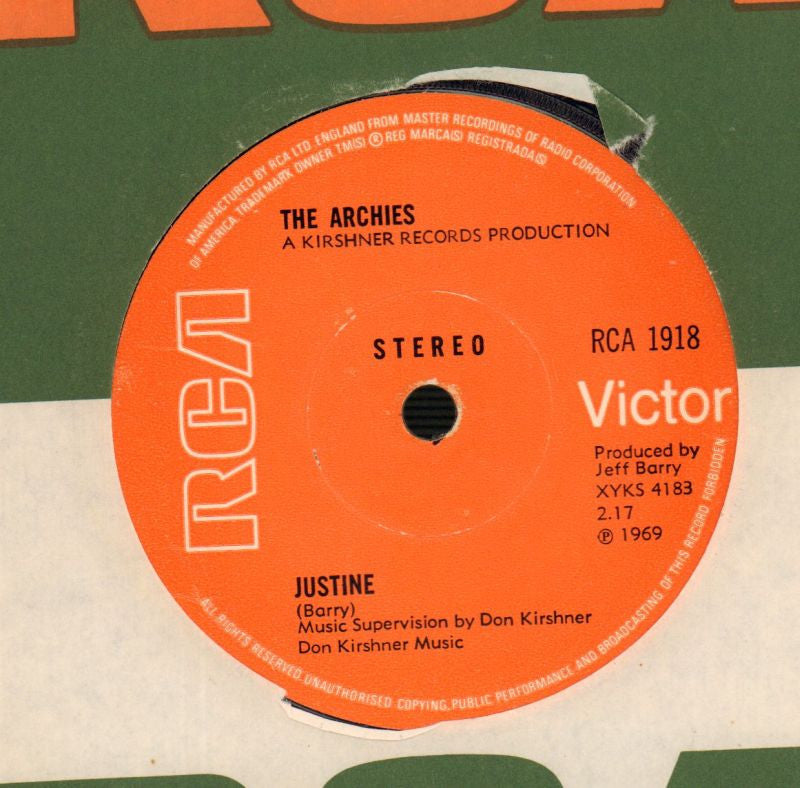 MANUFACTURED BY RCA LTD. ENGLAND FROM MASTER RECORDINGS OF RADIO CORPORATION
OF AMERICA TRADEMARK OWNER T.M(S) ® REG MARCA(S) REGISTRADA(S)
THE ARCHIES
A KIRSHNER RECORDS PRODUCTION
STEREO
RCA 1918
RCA
Victor
Produced by
Jeff Barry
XYKS 4183
2.17
℗ 1969
JUSTINE
(Barry)
Music Supervision by Don Kirshner
Don Kirshner Music
ALL RIGHTS RESERVED UNAUTHORISED COPYING, PUBLIC PERFORMANCE AND BROADCASTING OF THIS RECORD FORBIDDEN